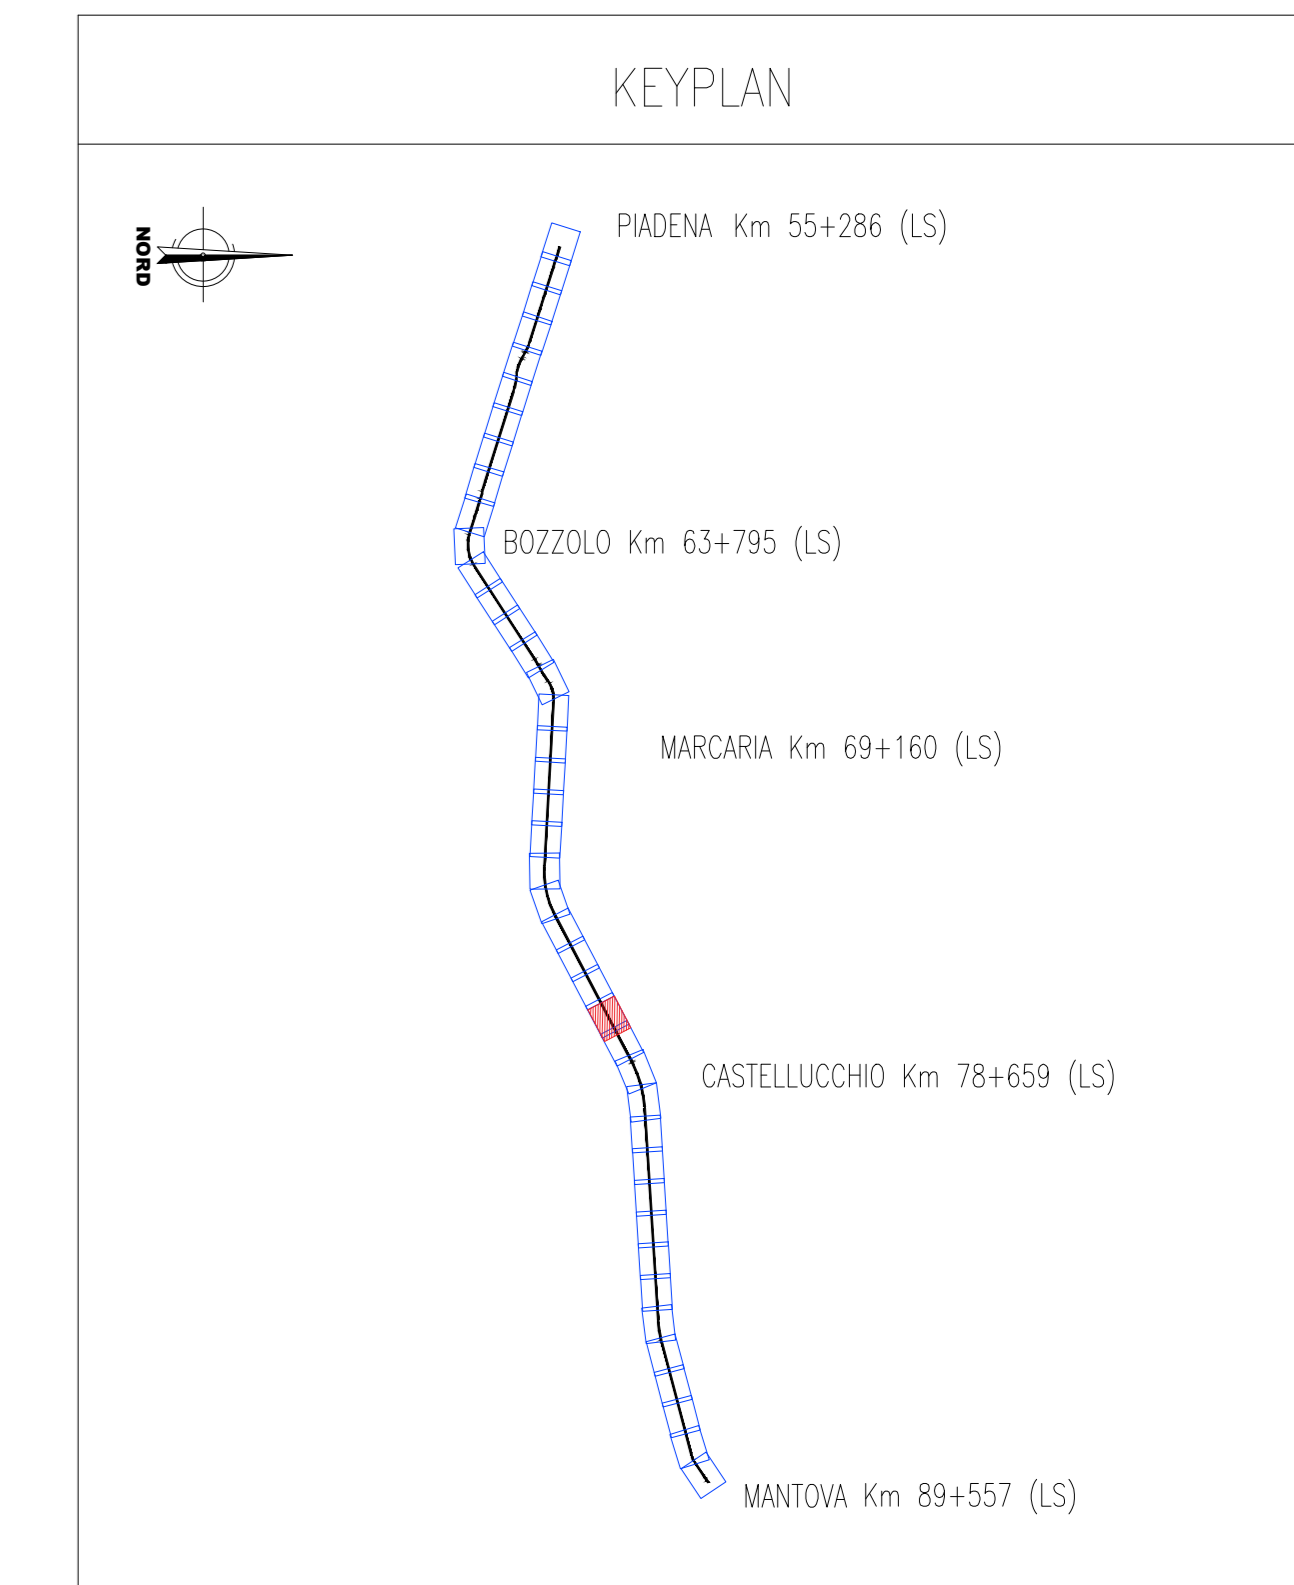 KEYPLAN
NORD
PIADENA Km 55+286 (LS)
BOZZOLO Km 63+795 (LS)
MARCARIA Km 69+160 (LS)
CASTELLUCCHIO Km 78+659 (LS)
MANTOVA Km 89+557 (LS)